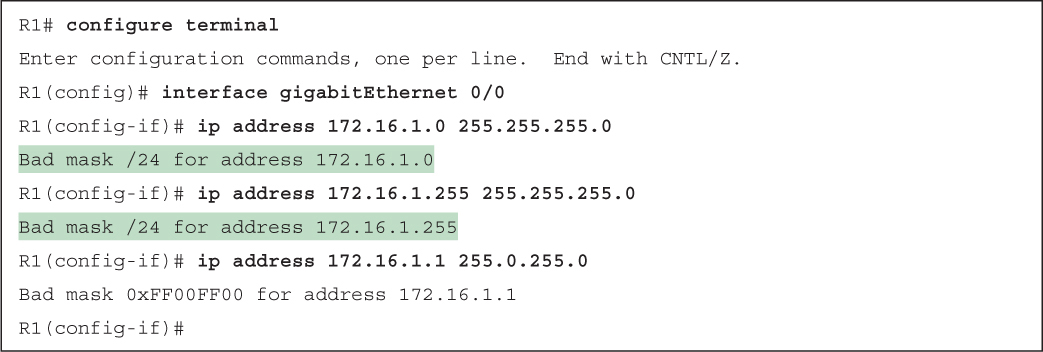 R1# configure terminal
Enter configuration commands, one per line.  End with CNTL/Z.
R1(config)# interface gigabitEthernet 0/0
R1(config-if)# ip address 172.16.1.0 255.255.255.0
Bad mask /24 for address 172.16.1.0
R1(config-if)# ip address 172.16.1.255 255.255.255.0
Bad mask /24 for address 172.16.1.255
R1(config-if)# ip address 172.16.1.1 255.0.255.0
Bad mask 0xFF00FF00 for address 172.16.1.1
R1(config-if)#